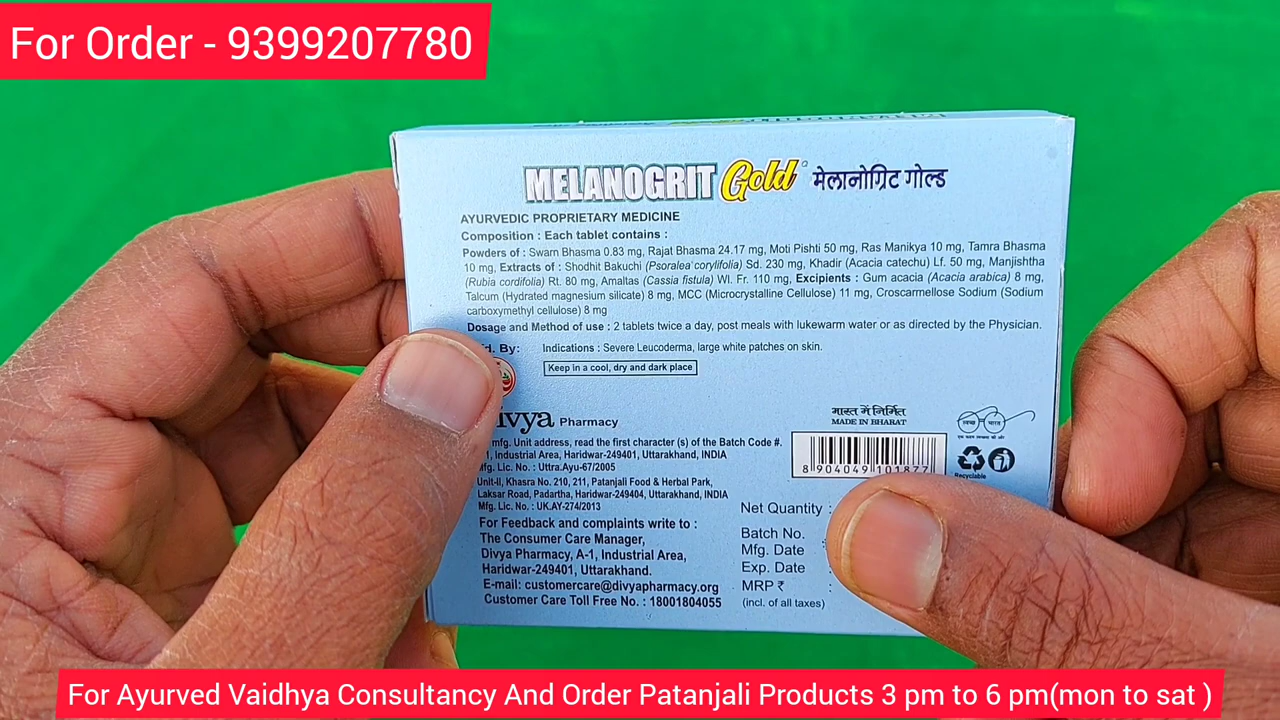 For Order - 9399207780
MELANOGRIT Gold मेलानोग्रिट गोल्ड
AYURVEDIC PROPRIETARY MEDICINE
Composition : Each tablet contains :
Powders of : Swarn Bhasma 0.83 mg, Rajat Bhasma 24.17 mg, Moti Pishti 50 mg, Ras Manikya 10 mg, Tamra Bhasma
10 mg, Extracts of : Shodhit Bakuchi (Psoralea corylifolia) Sd. 230 mg, Khadir (Acacia catechu) Lf. 50 mg, Manjishtha
(Rubia cordifolia) Rt. 80 mg, Amaltas (Cassia fistula) Wl. Fr. 110 mg, Excipients : Gum acacia (Acacia arabica) 8 mg,
Talcum (Hydrated magnesium silicate) 8 mg, MCC (Microcrystalline Cellulose) 11 mg, Croscarmellose Sodium (Sodium
carboxymethyl cellulose) 8 mg
Dosage and Method of use : 2 tablets twice a day, post meals with lukewarm water or as directed by the Physician.
By:
Indications : Severe Leucoderma, large white patches on skin.
Keep in a cool, dry and dark place
Pharmacy
mfg. Unit address, read the first character (s) of the Batch Code #.
Industrial Area, Haridwar-249401, Uttarakhand, INDIA
Lic. No. : Uttra.Ayu-67/2005
Unit-II, Khasra No. 210, 211, Patanjali Food & Herbal Park,
Laksar Road, Padartha, Haridwar-249404, Uttarakhand, INDIA
Mfg. Lic. No. : UK.AY-274/2013
For Feedback and complaints write to :
The Consumer Care Manager,
Divya Pharmacy, A-1, Industrial Area,
Haridwar-249401, Uttarakhand.
E-mail: customercare@divyapharmacy.org
Customer Care Toll Free No. : 18001804055
भारत में निर्मित
MADE IN BHARAT
8 904049 101877
स्वच्छ भारत
एक कदम स्वच्छता की ओर
Recyclable
Net Quantity :
Batch No.
Mfg. Date :
Exp. Date
MRP ₹ :
(incl. of all taxes)
For Ayurved Vaidhya Consultancy And Order Patanjali Products 3 pm to 6 pm(mon to sat )